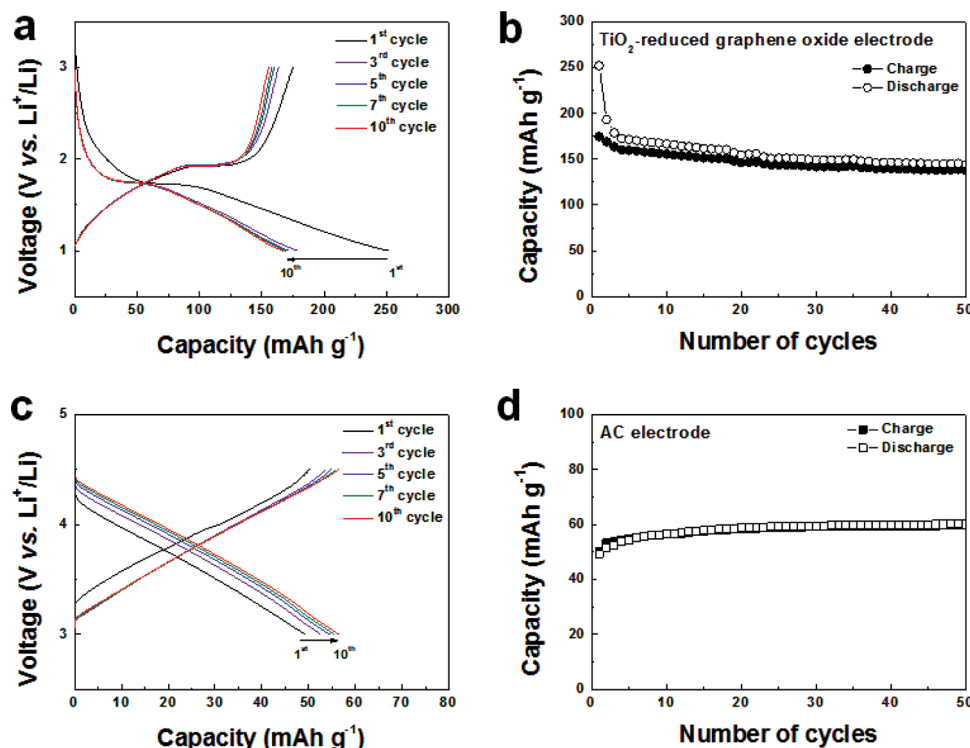 a
Voltage (V vs. Li⁺/Li)
3
2
1
0 50 100 150 200 250 300
Capacity (mAh g⁻¹)
1ˢᵗ cycle
3ʳᵈ cycle
5ᵗʰ cycle
7ᵗʰ cycle
10ᵗʰ cycle
10ᵗʰ 1ˢᵗ
b
Capacity (mAh g⁻¹)
300
250
200
150
100
50
0
0 10 20 30 40 50
Number of cycles
TiO₂-reduced graphene oxide electrode
Charge
Discharge
c
Voltage (V vs. Li⁺/Li)
5
4
3
0 10 20 30 40 50 60 70 80
Capacity (mAh g⁻¹)
1ˢᵗ cycle
3ʳᵈ cycle
5ᵗʰ cycle
7ᵗʰ cycle
10ᵗʰ cycle
1ˢᵗ 10ᵗʰ
d
Capacity (mAh g⁻¹)
100
80
60
40
20
0
0 10 20 30 40 50
Number of cycles
AC electrode
Charge
Discharge